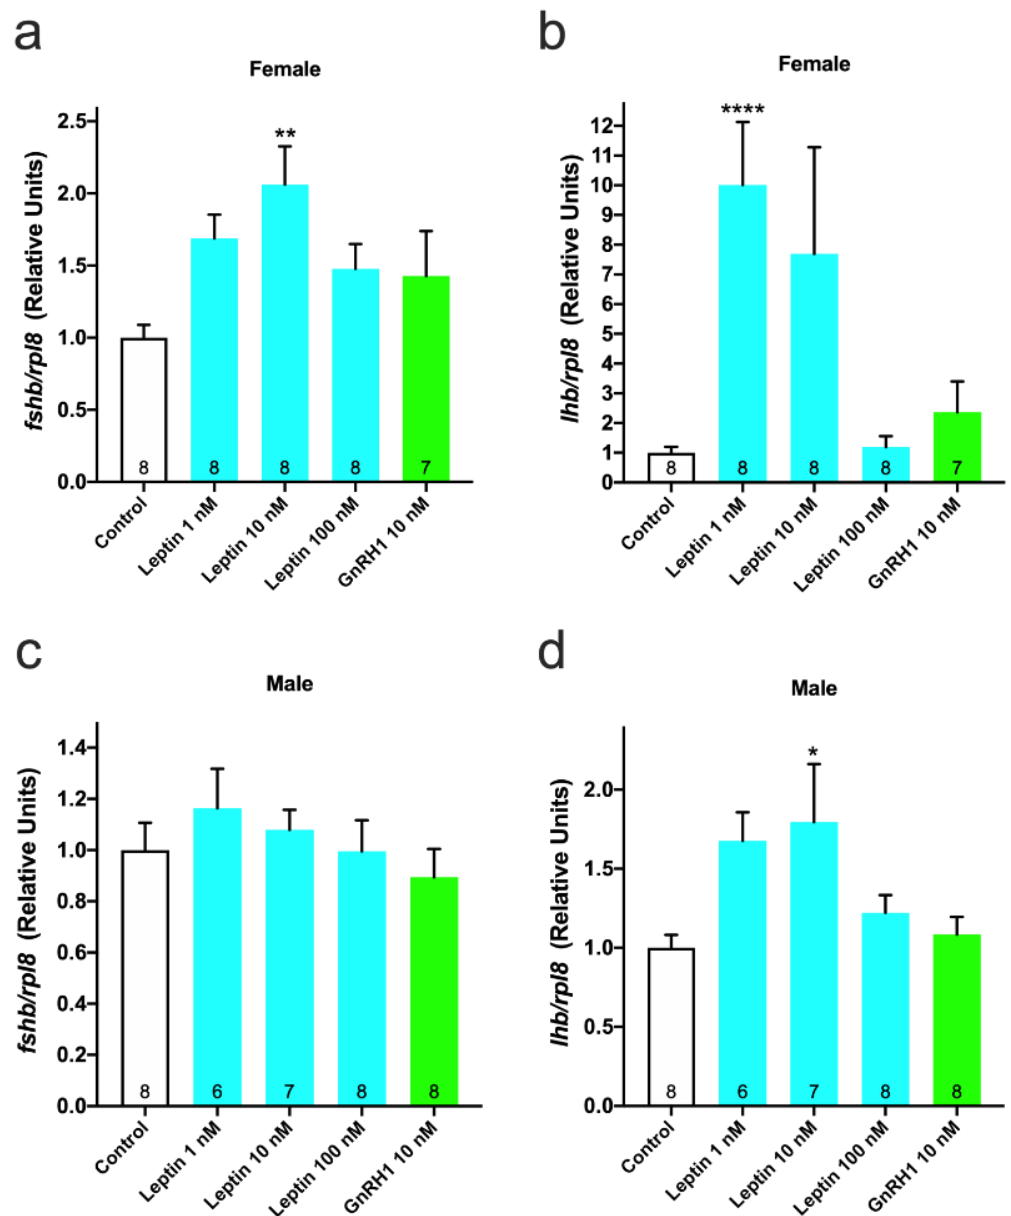 a
Female
fshb/rpl8 (Relative Units)
2.5
2.0
1.5
1.0
0.5
0.0
**
8
8
8
8
7
Control
Leptin 1 nM
Leptin 10 nM
Leptin 100 nM
GnRH1 10 nM
b
Female
lhb/rpl8 (Relative Units)
12
11
10
9
8
7
6
5
4
3
2
1
0
****
8
8
8
8
7
Control
Leptin 1 nM
Leptin 10 nM
Leptin 100 nM
GnRH1 10 nM
c
Male
fshb/rpl8 (Relative Units)
1.4
1.2
1.0
0.8
0.6
0.4
0.2
0.0
8
6
7
8
8
Control
Leptin 1 nM
Leptin 10 nM
Leptin 100 nM
GnRH1 10 nM
d
Male
lhb/rpl8 (Relative Units)
2.0
1.5
1.0
0.5
0.0
*
8
6
7
8
8
Control
Leptin 1 nM
Leptin 10 nM
Leptin 100 nM
GnRH1 10 nM